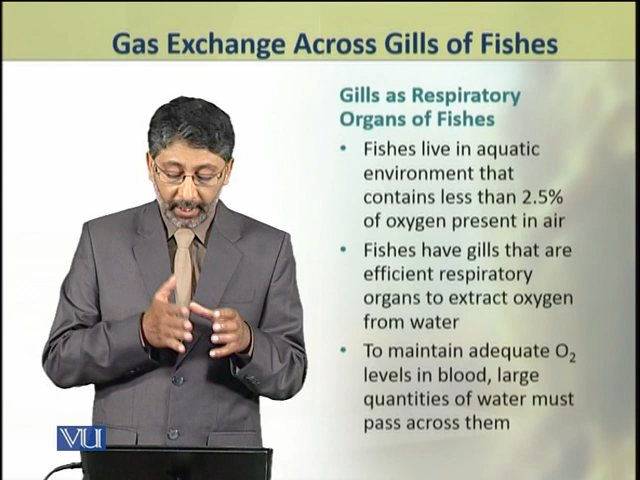 Gas Exchange Across Gills of Fishes
Gills as Respiratory
Organs of Fishes
• Fishes live in aquatic
environment that
contains less than 2.5%
of oxygen present in air
• Fishes have gills that are
efficient respiratory
organs to extract oxygen
from water
• To maintain adequate O₂
levels in blood, large
quantities of water must
pass across them
VU